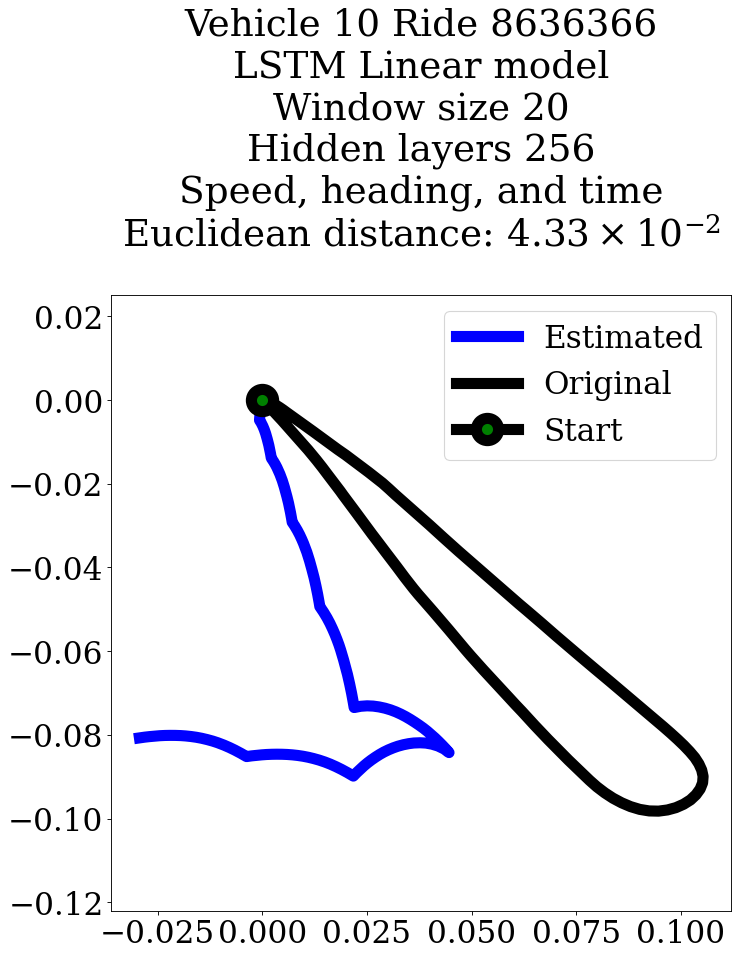 Vehicle 10 Ride 8636366
LSTM Linear model
Window size 20
Hidden layers 256
Speed, heading, and time
Euclidean distance: 4.33 × 10⁻²
0.02
0.00
−0.02
−0.04
−0.06
−0.08
−0.10
−0.12
Estimated
Original
Start
−0.025 0.000 0.025 0.050 0.075 0.100